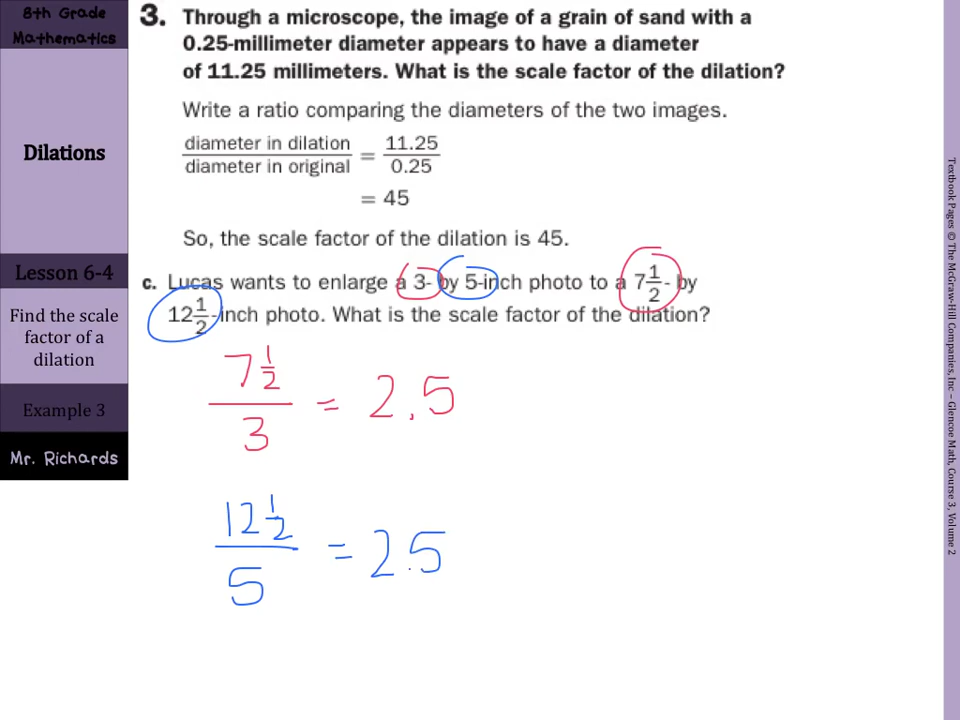 8th Grade
Mathematics
Dilations
Lesson 6-4
Find the scale
factor of a
dilation
Example 3
Mr. Richards
3. Through a microscope, the image of a grain of sand with a
0.25-millimeter diameter appears to have a diameter
of 11.25 millimeters. What is the scale factor of the dilation?
Write a ratio comparing the diameters of the two images.
diameter in dilation / diameter in original = 11.25 / 0.25
= 45
So, the scale factor of the dilation is 45.
c. Lucas wants to enlarge a 3- by 5-inch photo to a 7 1/2- by
12 1/2-inch photo. What is the scale factor of the dilation?
7 1/2 / 3 = 2.5
12 1/2 / 5 = 2.5
Textbook Pages © The McGraw-Hill Companies, Inc – Glencoe Math, Course 3, Volume 2